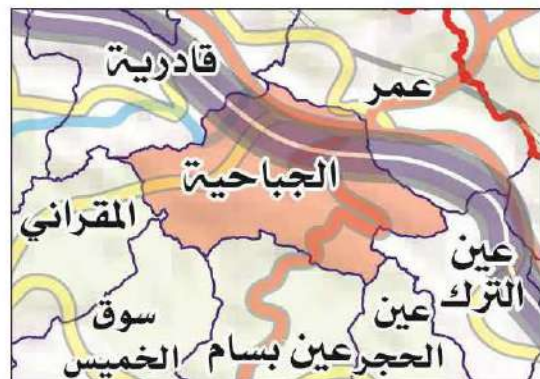 قادرية
عمر
الجباحية
المقراني
عين
الترك
سوق
الخميس
عين بسام
عين
الحجر